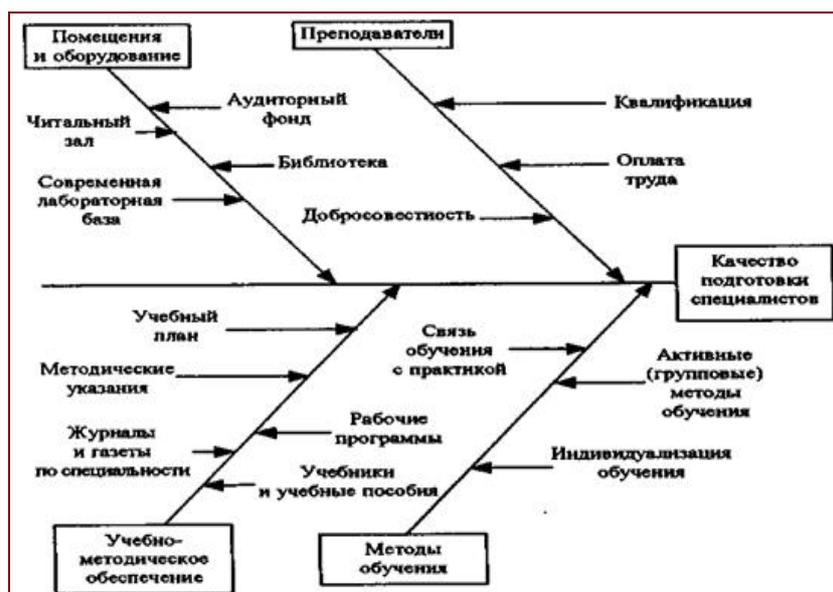 Помещения
и оборудование
Преподаватели
Аудиторный
фонд
Читальный
зал
Библиотека
Современная
лабораторная
база
Квалификация
Оплата
труда
Добросовестность
Качество
подготовки
специалистов
Учебный
план
Методические
указания
Журналы
и газеты
по специальности
Рабочие
программы
Учебники
и учебные пособия
Учебно-
методическое
обеспечение
Связь
обучения
с практикой
Активные
(групповые)
методы
обучения
Индивидуализация
обучения
Методы
обучения